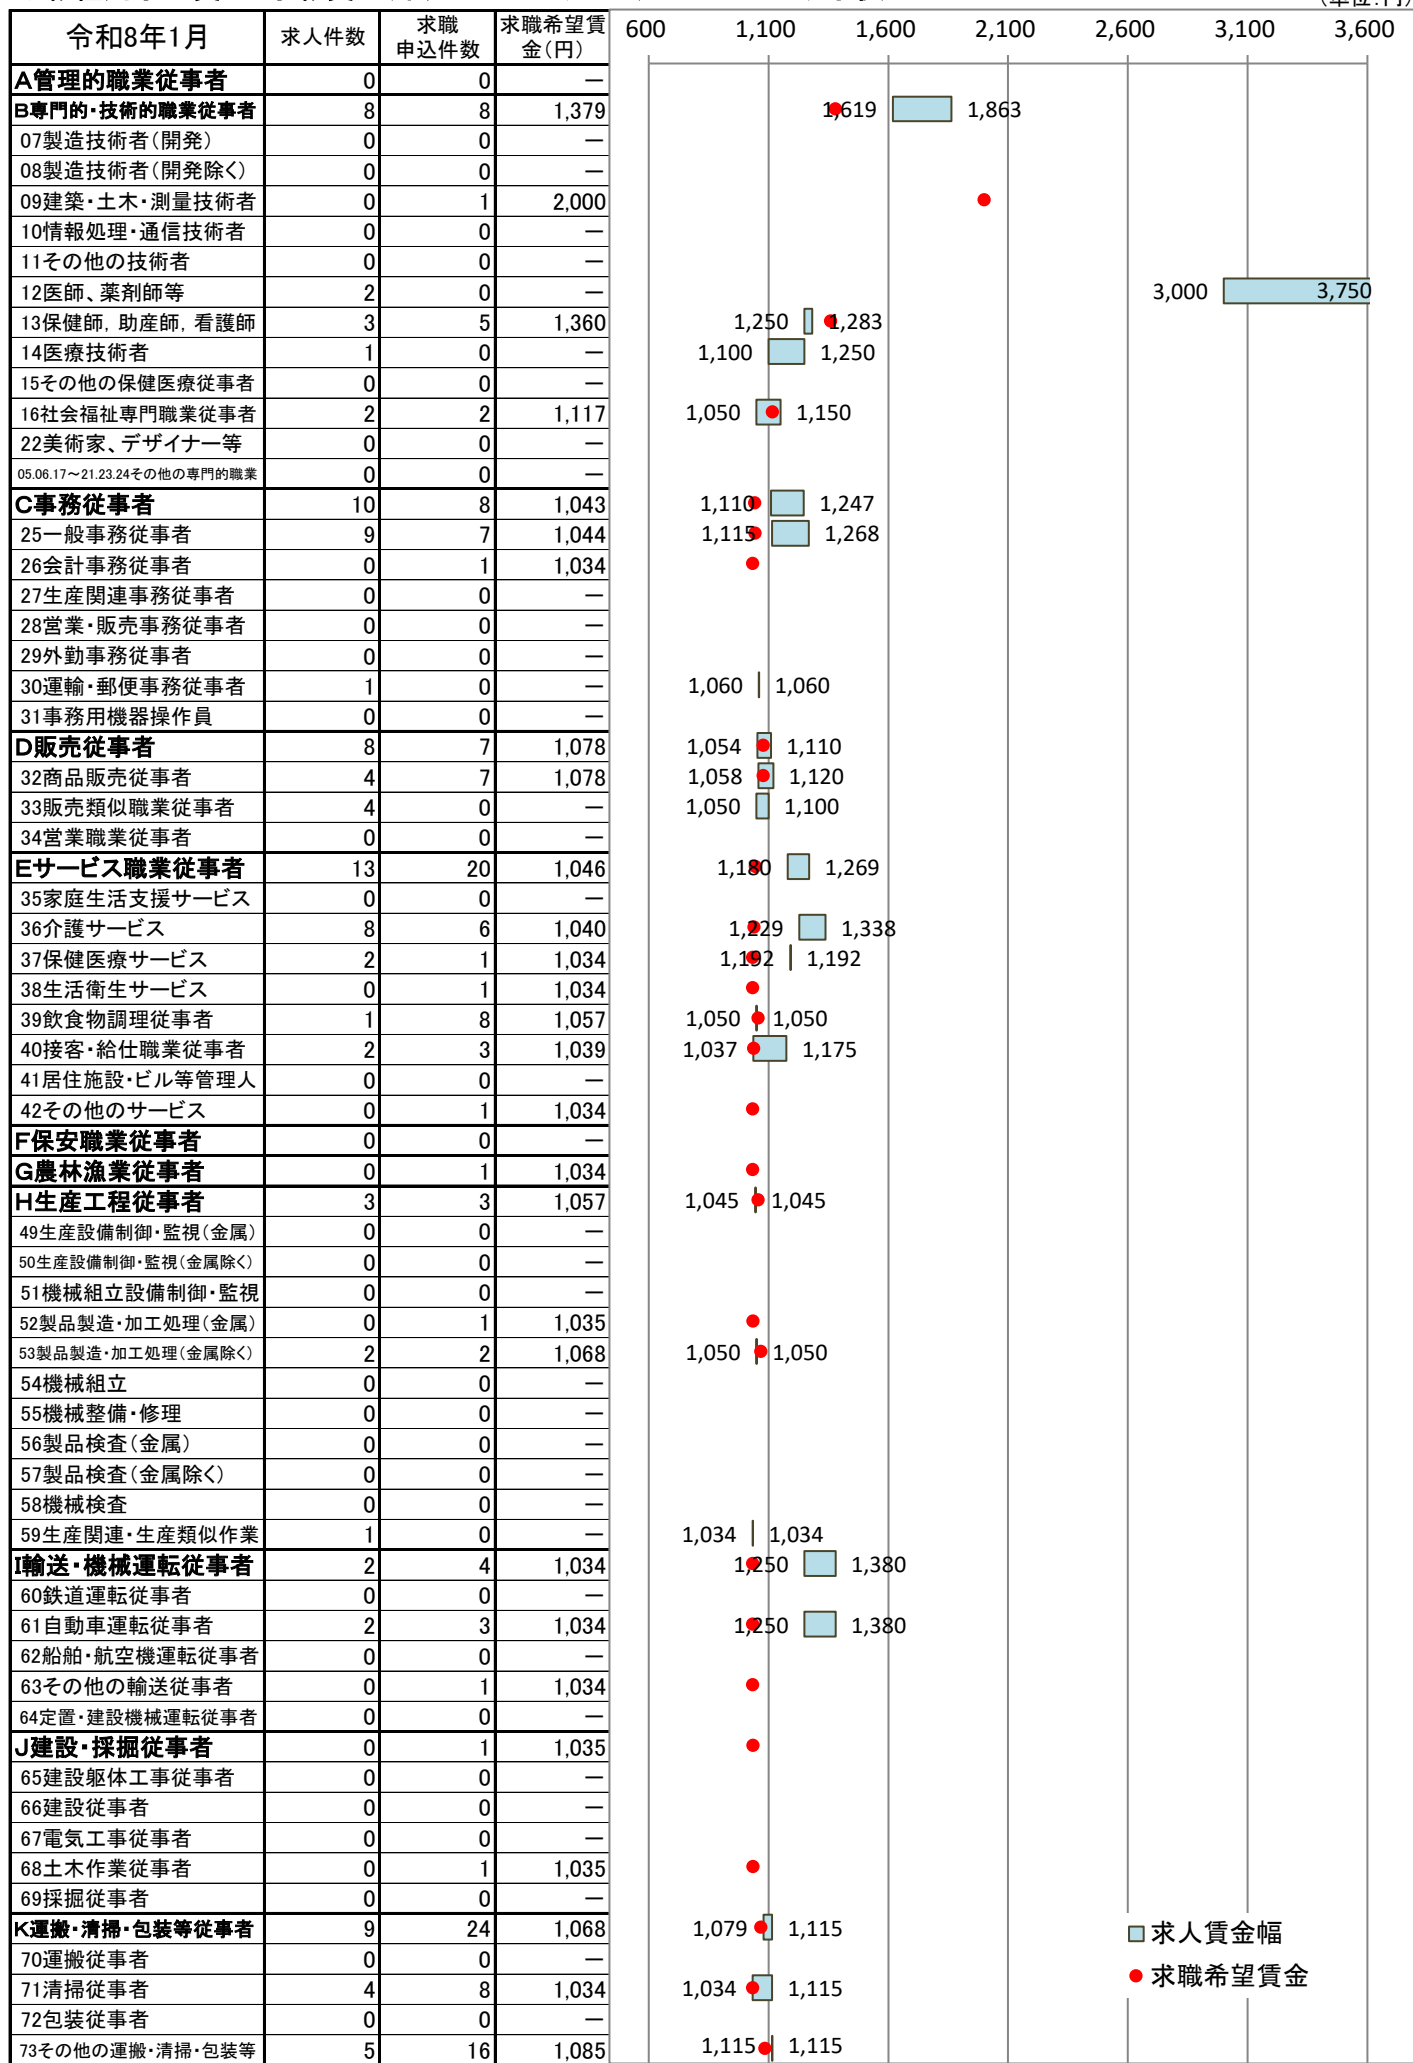 (単位:円)
令和8年1月 求人件数 求職申込件数 求職希望賃金(円) 600 1,100 1,600 2,100 2,600 3,100 3,600
A管理的職業従事者 0 0 ―
B専門的・技術的職業従事者 8 8 1,379 1,619 1,863
07製造技術者(開発) 0 0 ―
08製造技術者(開発除く) 0 0 ―
09建築・土木・測量技術者 0 1 2,000
10情報処理・通信技術者 0 0 ―
11その他の技術者 0 0 ―
12医師、薬剤師等 2 0 ― 3,000 3,750
13保健師,助産師,看護師 3 5 1,360 1,250 1,283
14医療技術者 1 0 ― 1,100 1,250
15その他の保健医療従事者 0 0 ―
16社会福祉専門職業従事者 2 2 1,117 1,050 1,150
22美術家、デザイナー等 0 0 ―
05.06.17～21.23.24その他の専門的職業 0 0 ―
C事務従事者 10 8 1,043 1,110 1,247
25一般事務従事者 9 7 1,044 1,115 1,268
26会計事務従事者 0 1 1,034
27生産関連事務従事者 0 0 ―
28営業・販売事務従事者 0 0 ―
29外勤事務従事者 0 0 ―
30運輸・郵便事務従事者 1 0 ― 1,060 1,060
31事務用機器操作員 0 0 ―
D販売従事者 8 7 1,078 1,054 1,110
32商品販売従事者 4 7 1,078 1,058 1,120
33販売類似職業従事者 4 0 ― 1,050 1,100
34営業職業従事者 0 0 ―
Eサービス職業従事者 13 20 1,046 1,180 1,269
35家庭生活支援サービス 0 0 ―
36介護サービス 8 6 1,040 1,229 1,338
37保健医療サービス 2 1 1,034 1,192 1,192
38生活衛生サービス 0 1 1,034
39飲食物調理従事者 1 8 1,057 1,050 1,050
40接客・給仕職業従事者 2 3 1,039 1,037 1,175
41居住施設・ビル等管理人 0 0 ―
42その他のサービス 0 1 1,034
F保安職業従事者 0 0 ―
G農林漁業従事者 0 1 1,034
H生産工程従事者 3 3 1,057 1,045 1,045
49生産設備制御・監視(金属) 0 0 ―
50生産設備制御・監視(金属除く) 0 0 ―
51機械組立設備制御・監視 0 0 ―
52製品製造・加工処理(金属) 0 1 1,035
53製品製造・加工処理(金属除く) 2 2 1,068 1,050 1,050
54機械組立 0 0 ―
55機械整備・修理 0 0 ―
56製品検査(金属) 0 0 ―
57製品検査(金属除く) 0 0 ―
58機械検査 0 0 ―
59生産関連・生産類似作業 1 0 ― 1,034 1,034
I輸送・機械運転従事者 2 4 1,034 1,250 1,380
60鉄道運転従事者 0 0 ―
61自動車運転従事者 2 3 1,034 1,250 1,380
62船舶・航空機運転従事者 0 0 ―
63その他の輸送従事者 0 1 1,034
64定置・建設機械運転従事者 0 0 ―
J建設・採掘従事者 0 1 1,035
65建設躯体工事従事者 0 0 ―
66建設従事者 0 0 ―
67電気工事従事者 0 0 ―
68土木作業従事者 0 1 1,035
69採掘従事者 0 0 ―
K運搬・清掃・包装等従事者 9 24 1,068 1,079 1,115
求人賃金幅
70運搬従事者 0 0 ―
71清掃従事者 4 8 1,034 1,034 1,115
求職希望賃金
72包装従事者 0 0 ―
73その他の運搬・清掃・包装等 5 16 1,085 1,115 1,115